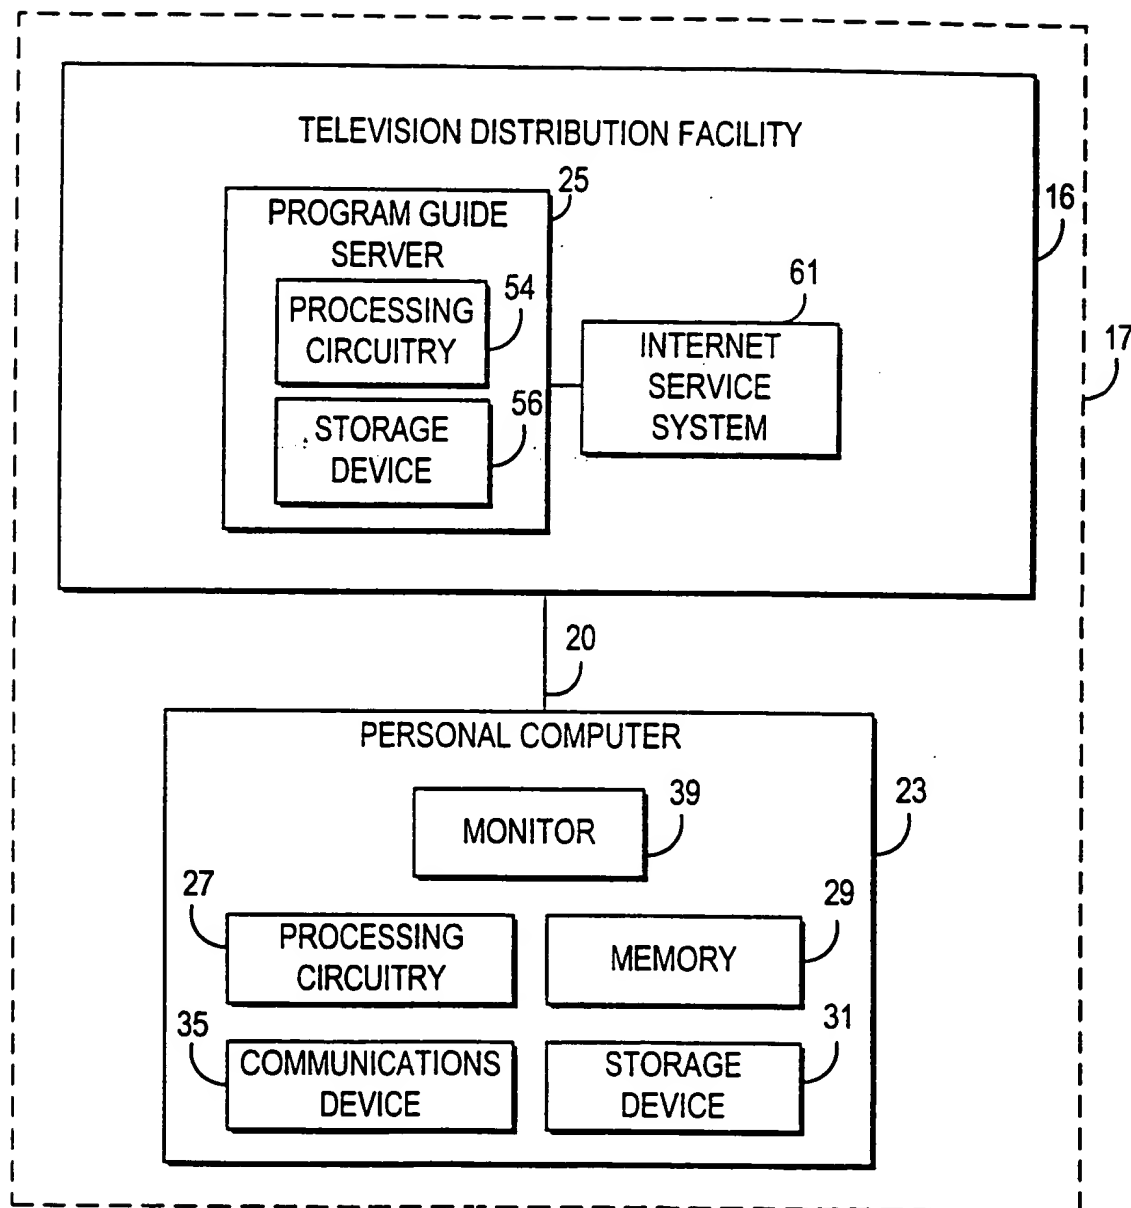 TELEVISION DISTRIBUTION FACILITY
25
PROGRAM GUIDE
SERVER
16
54
PROCESSING
CIRCUITRY
61
INTERNET
SERVICE
SYSTEM
17
56
STORAGE
DEVICE
20
PERSONAL COMPUTER
39
MONITOR
23
27
PROCESSING
CIRCUITRY
29
MEMORY
35
COMMUNICATIONS
DEVICE
31
STORAGE
DEVICE